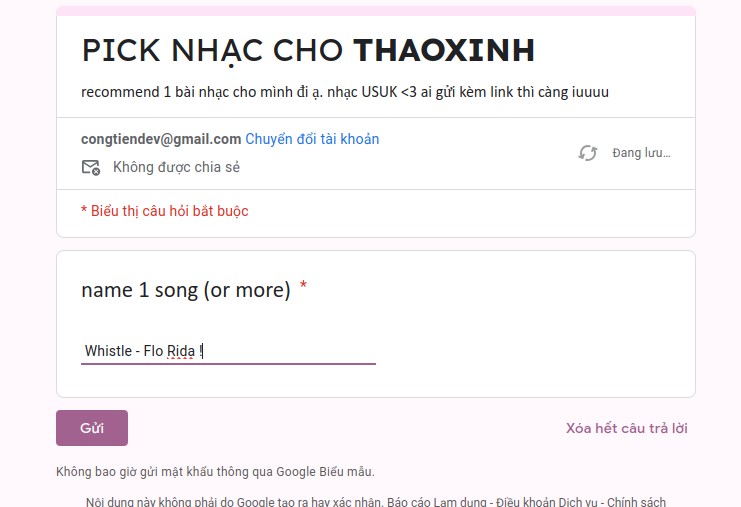 PICK NHẠC CHO THAOXINH
recommend 1 bài nhạc cho mình đi ạ. nhạc USUK <3 ai gửi kèm link thì càng iuuuu
congtiendev@gmail.com Chuyển đổi tài khoản
Đang lưu...
Không được chia sẻ
* Biểu thị câu hỏi bắt buộc
name 1 song (or more) *
Whistle - Flo Rida !
Gửi
Xóa hết câu trả lời
Không bao giờ gửi mật khẩu thông qua Google Biểu mẫu.
Nội dung này không phải do Google tạo ra hay xác nhận. Báo cáo Lạm dụng - Điều khoản Dịch vụ - Chính sách